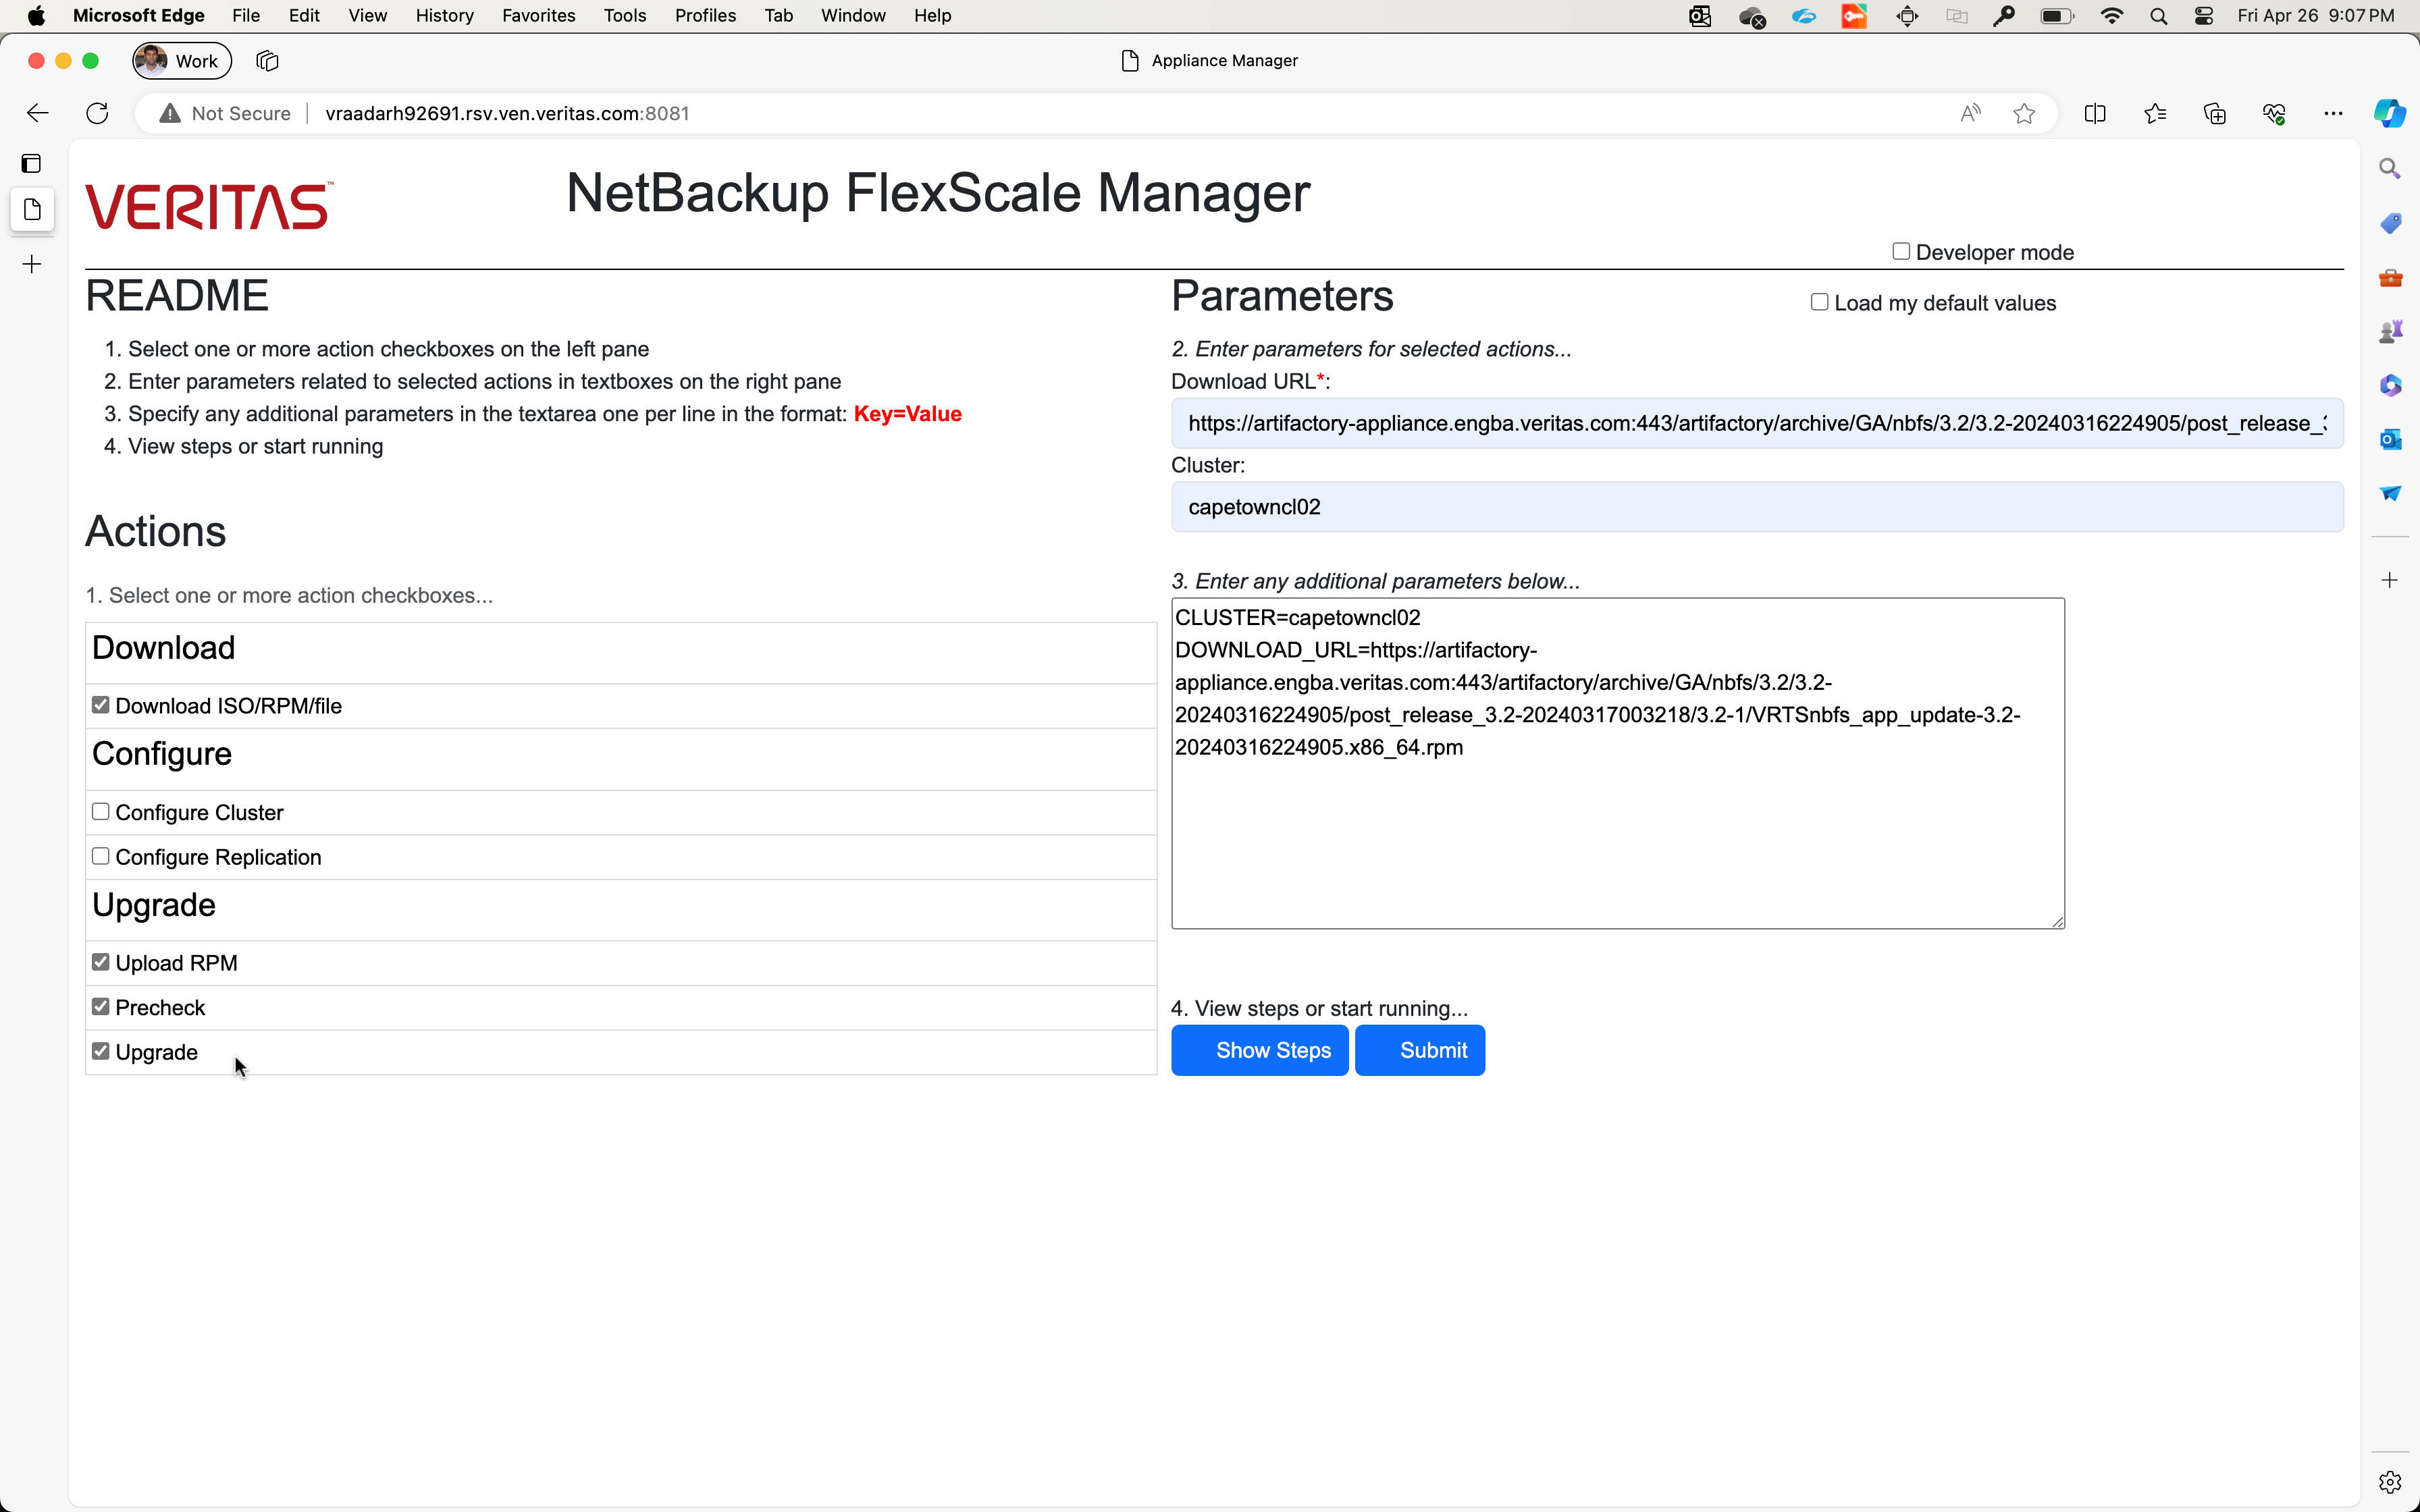 Microsoft Edge File Edit View History Favorites Tools Profiles Tab Window Help Fri Apr 26 9:07 PM
Work Appliance Manager
Not Secure vraadarh92691.rsv.ven.veritas.com:8081
VERITAS™ NetBackup FlexScale Manager
Developer mode
README
1. Select one or more action checkboxes on the left pane
2. Enter parameters related to selected actions in textboxes on the right pane
3. Specify any additional parameters in the textarea one per line in the format: Key=Value
4. View steps or start running
Actions
1. Select one or more action checkboxes...
Download
Download ISO/RPM/file
Configure
Configure Cluster
Configure Replication
Upgrade
Upload RPM
Precheck
Upgrade
Parameters
Load my default values
2. Enter parameters for selected actions...
Download URL*:
https://artifactory-appliance.engba.veritas.com:443/artifactory/archive/GA/nbfs/3.2/3.2-20240316224905/post_release_
Cluster:
capetowncl02
3. Enter any additional parameters below...
CLUSTER=capetowncl02
DOWNLOAD_URL=https://artifactory-
appliance.engba.veritas.com:443/artifactory/archive/GA/nbfs/3.2/3.2-
20240316224905/post_release_3.2-20240317003218/3.2-1/VRTSnbfs_app_update-3.2-
20240316224905.x86_64.rpm
4. View steps or start running...
Show Steps Submit